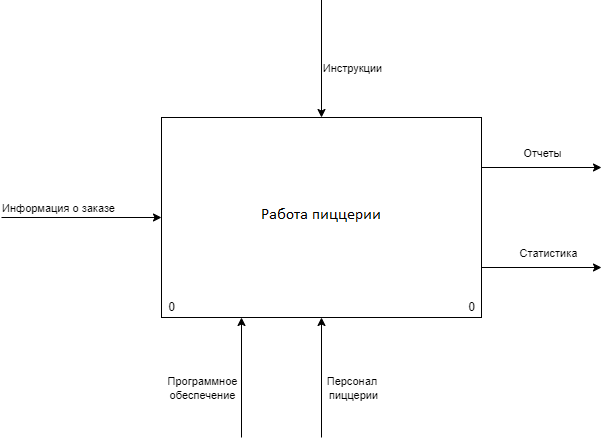 Инструкции
Отчеты
Информация о заказе
Работа пиццерии
Статистика
0
0
Программное
обеспечение
Персонал
пиццерии